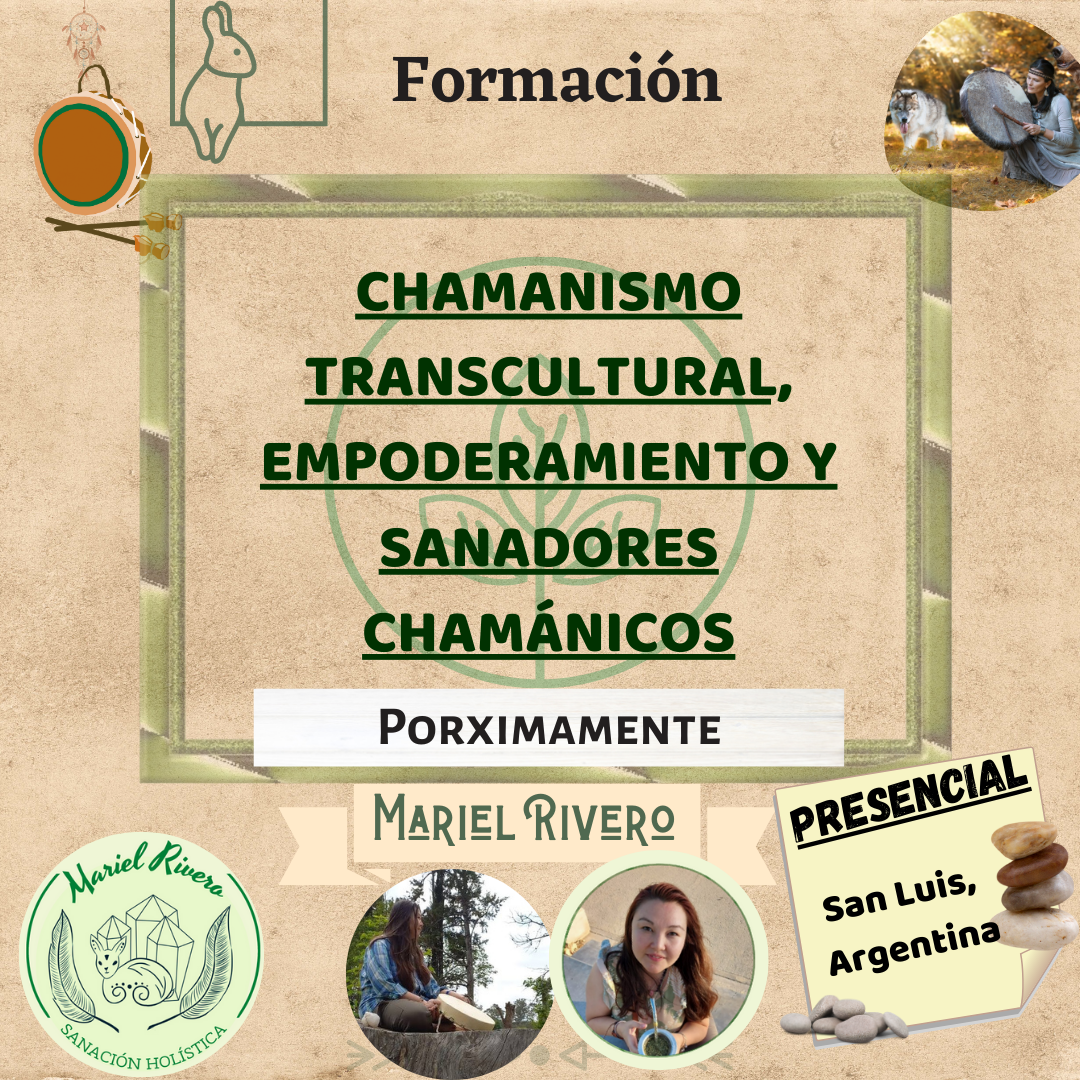 Formación
CHAMANISMO
TRANSCULTURAL,
EMPODERAMIENTO Y
SANADORES
CHAMÁNICOS
PORXIMAMENTE
MARIEL RIVERO
PRESENCIAL
San Luis,
Argentina
Mariel Rivero
SANACIÓN HOLÍSTICA